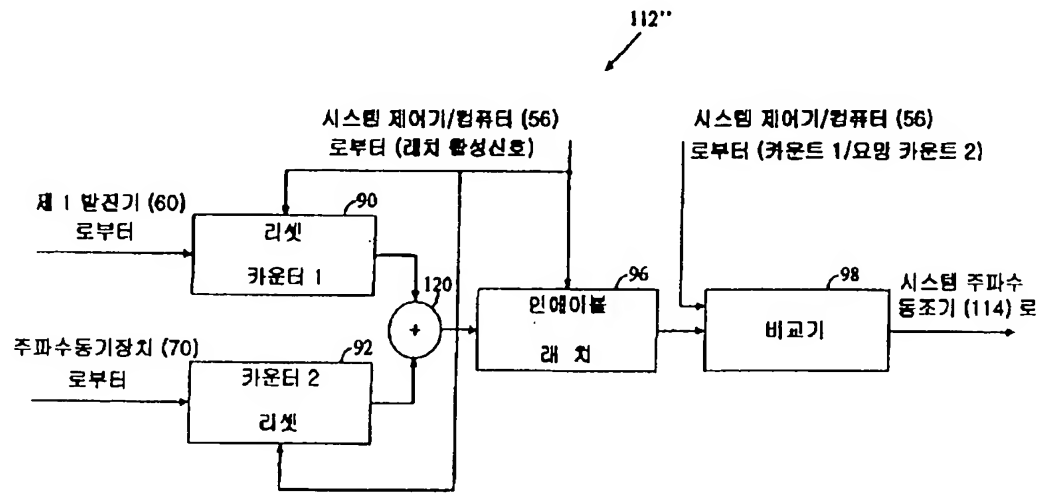 112''
시스템 제어기/컴퓨터 (56)
로부터 (래치 활성신호)
시스템 제어기/컴퓨터 (56)
로부터 (카운트 1/요망 카운트 2)
제 1 발진기 (60)
로부터
90
리셋
카운터 1
120
+
96
인에이블
래 치
98
비교기
시스템 주파수
동조기 (114) 로
주파수동기장치 (70)
로부터
92
카운터 2
리셋